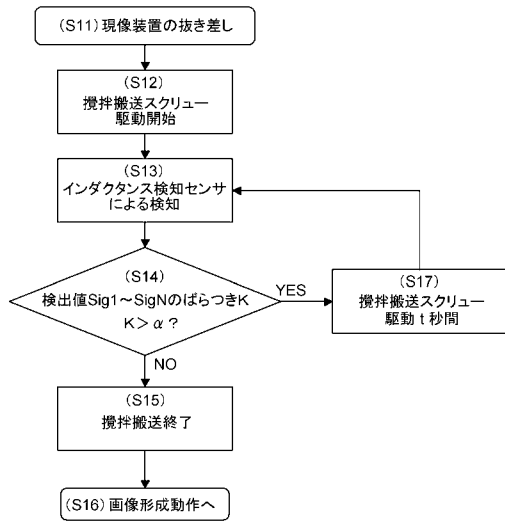 (S11)現像装置の抜き差し
(S12)
攪拌搬送スクリュー
駆動開始
(S13)
インダクタンス検知センサ
による検知
(S14)
検出値Sig1～SigNのばらつきK
K＞α？
YES
(S17)
攪拌搬送スクリュー
駆動t秒間
NO
(S15)
攪拌搬送終了
(S16)画像形成動作へ